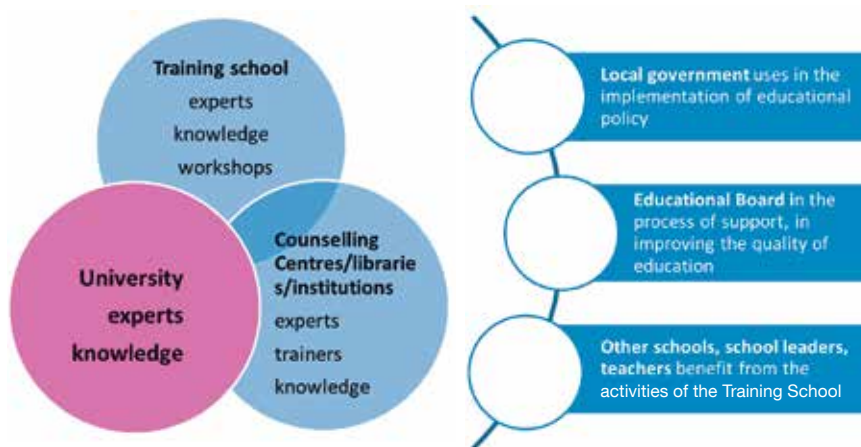 Training school
experts
knowledge
workshops
University
experts
knowledge
Counselling
Centres/librarie
s/institutions
experts
trainers
knowledge
Local government uses in the
implementation of educational
policy
Educational Board in the
process of support, in
improving the quality of
education
Other schools, school leaders,
teachers benefit from the
activities of the Training School